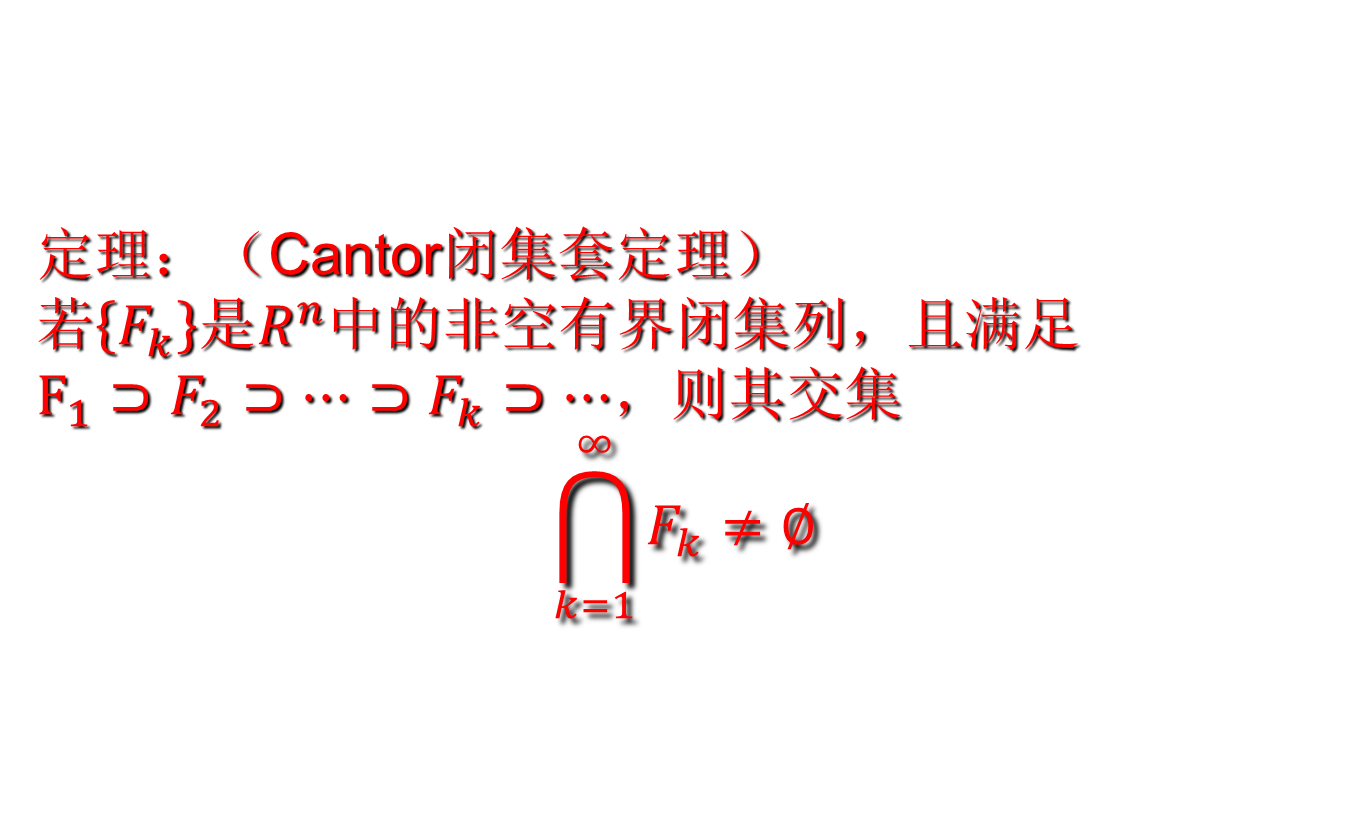 定理：（Cantor闭集套定理）
若{F_k}是R^n中的非空有界闭集列，且满足
F_1 ⊃ F_2 ⊃ ⋯ ⊃ F_k ⊃ ⋯，则其交集
⋂_{k=1}^{∞} F_k ≠ ∅